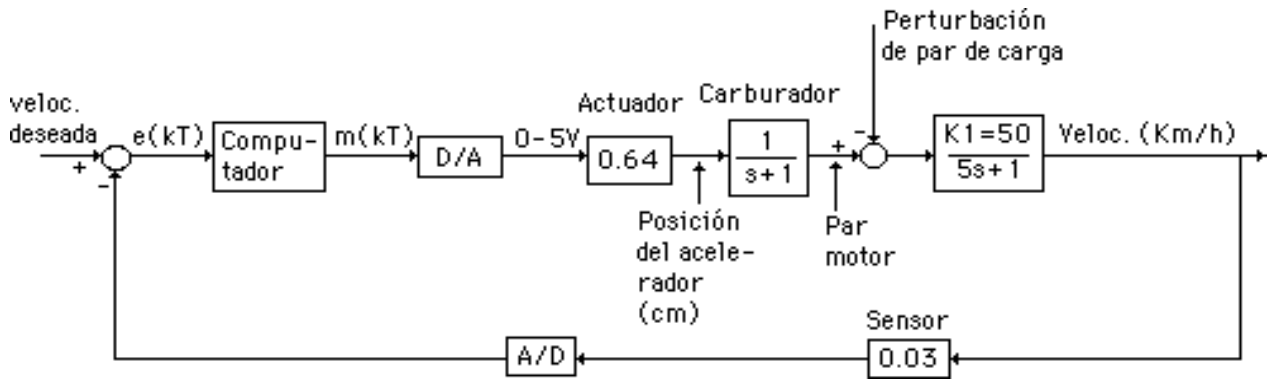 Perturbación
de par de carga
veloc.
deseada
+
-
e(kT)
Compu-
tador
m(kT)
D/A
0-5V
Actuador
0.64
Posición
del acele-
rador
(cm)
Carburador
1
s+1
+
-
Par
motor
K1=50
5s+1
Veloc. (Km/h)
Sensor
0.03
A/D